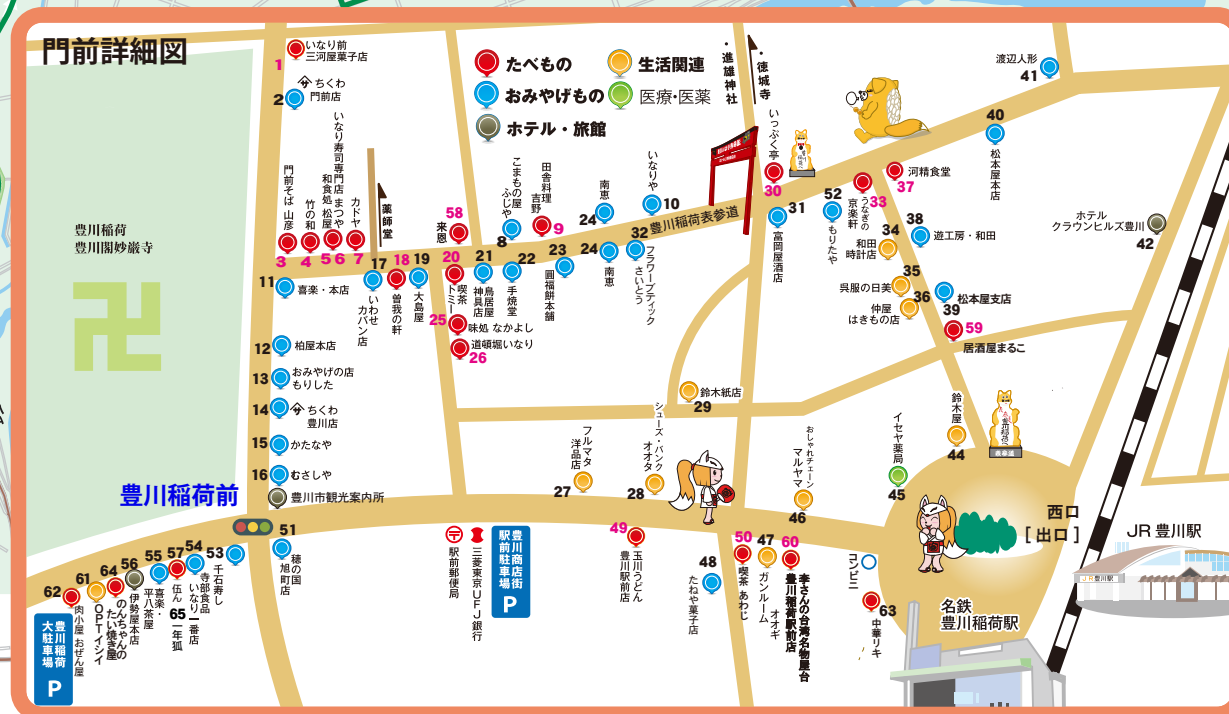 門前詳細図
たべもの
おみやげもの
ホテル・旅館
生活関連
医療・医薬
1
いなり前
三河屋菓子店
2
ちくわ
門前店
豊川稲荷
豊川閣妙厳寺
門前そば 山彦
3
竹の和
4
和食処 松屋
5
いなり寿司専門店 まつや
6
カドヤ
7
薬師堂
こまもの屋
ふじや
8
田舎料理
吉野
9
いなりや
10
豊川稲荷表参道
・進雄神社
・徳城寺
11
喜楽・本店
12
柏屋本店
13
おみやげの店
もりした
14
ちくわ
豊川店
15
かたなや
16
むさしや
豊川市観光案内所
豊川稲荷前
17
いわせ
カバン店
18
曽我の軒
19
大島屋
58
来恩
20
喫茶
トミー
21
鳥居屋
神具店
22
手焼堂
23
圓福餅本舗
南恵
24
24
南恵
32
フラワーブティック
さいとう
25
味処 なかよし
道頓堀いなり
26
フルマタ
洋品店
27
シューズ・バンク
オオタ
28
鈴木紙店
29
いっぷく亭
30
31
富岡屋酒店
52
もりたや
33
うなぎの
京楽軒
34
和田
時計店
35
呉服の日美
36
仲屋
はきもの店
河精食堂
37
38
遊工房・和田
松本屋支店
39
40
松本屋本店
渡辺人形
41
ホテル
クラウンヒルズ豊川
42
59
居酒屋まるこ
鈴木屋
44
表参道
イセヤ薬局
45
おしゃれチェーン
マルヤマ
46
47
ガンルーム
オオギ
48
たねや菓子店
49
玉川うどん
豊川駅前店
50
喫茶 あわじ
60
李さんの台湾名物屋台
豊川稲荷駅前店
コンビニ
63
中華リキ
西口
[出口]
JR 豊川駅
JR豊川駅
名鉄
豊川稲荷駅
51
穂の国
旭町店
53
千石寿し
54
寺部食品
いなり一番店
55
喜楽・
平八茶屋
56
伊勢屋本店
57
伍ん
65 一年狐
64
のんちゃんの
たい焼き屋
61
OPTイシイ
62
肉小屋 おぜん屋
豊川稲荷
大駐車場
P
駅前郵便局
三菱東京UFJ銀行
豊川商店街
駅前駐車場
P